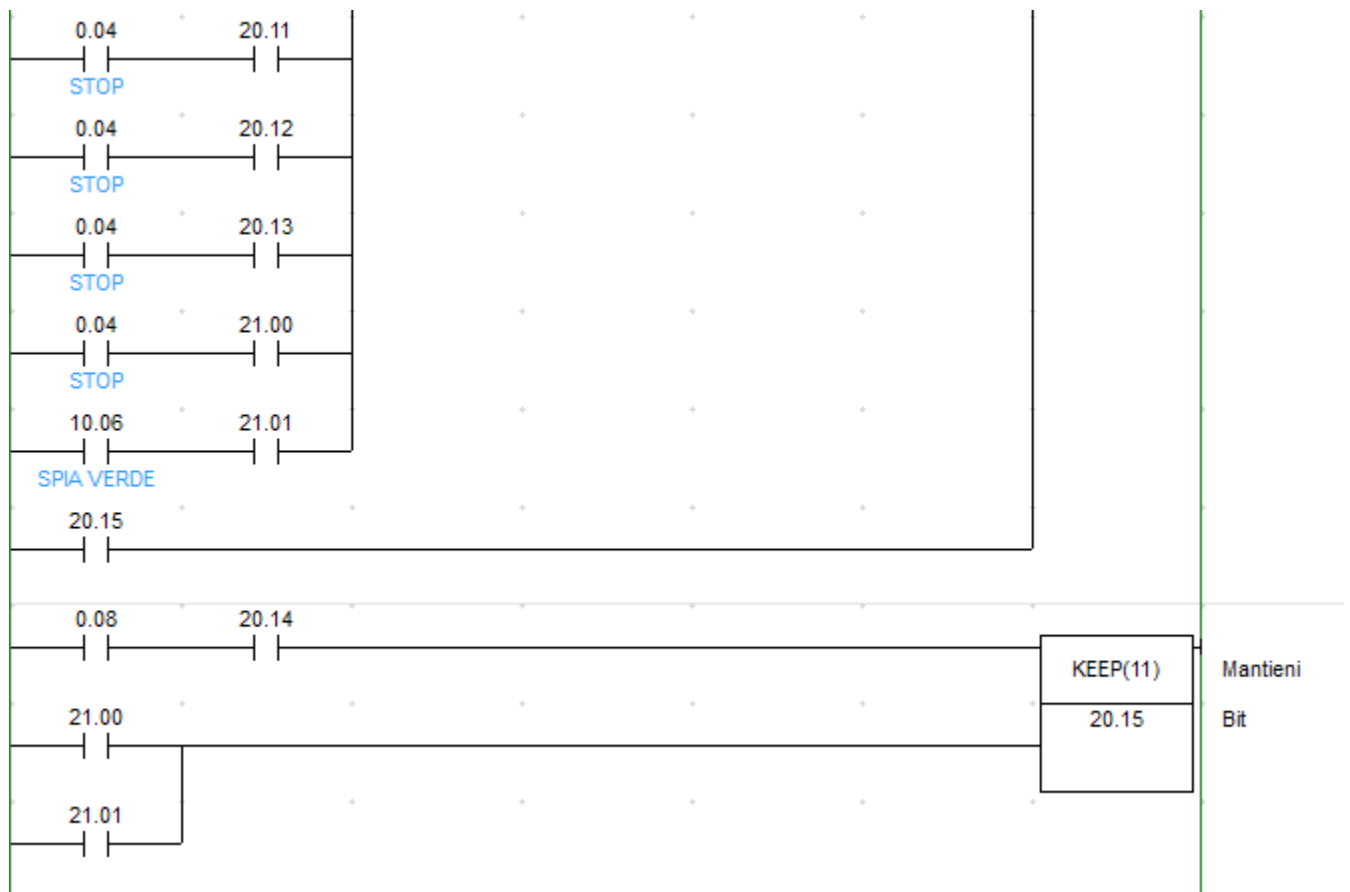 0.04 20.11
STOP
0.04 20.12
STOP
0.04 20.13
STOP
0.04 21.00
STOP
10.06 21.01
SPIA VERDE
20.15
0.08 20.14
KEEP(11) Mantieni
21.00 20.15 Bit
21.01